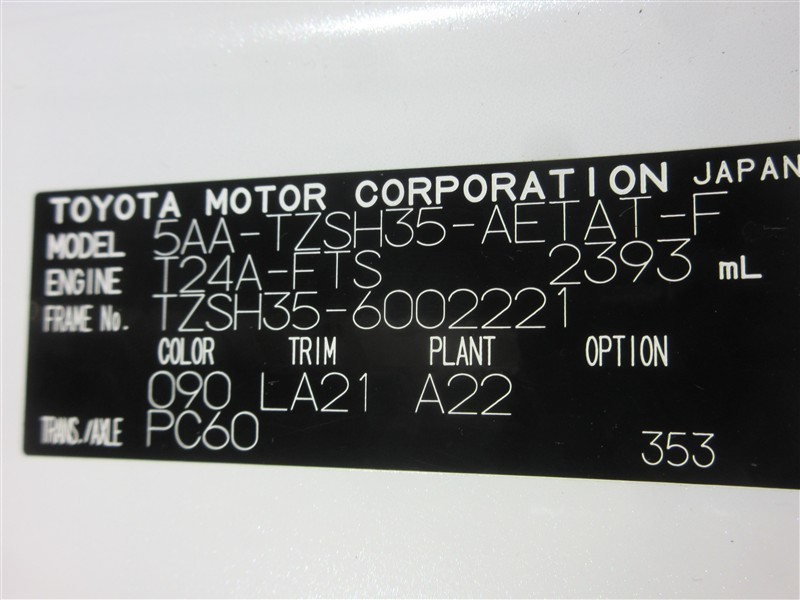 TOYOTA MOTOR CORPORATION JAPAN
MODEL 5AA-TZSH35-AETAT-F
ENGINE T24A-FTS 2393 mL
FRAME No. TZSH35-6002221
COLOR TRIM PLANT OPTION
090 LA21 A22
TRANS./AXLE PC60
353